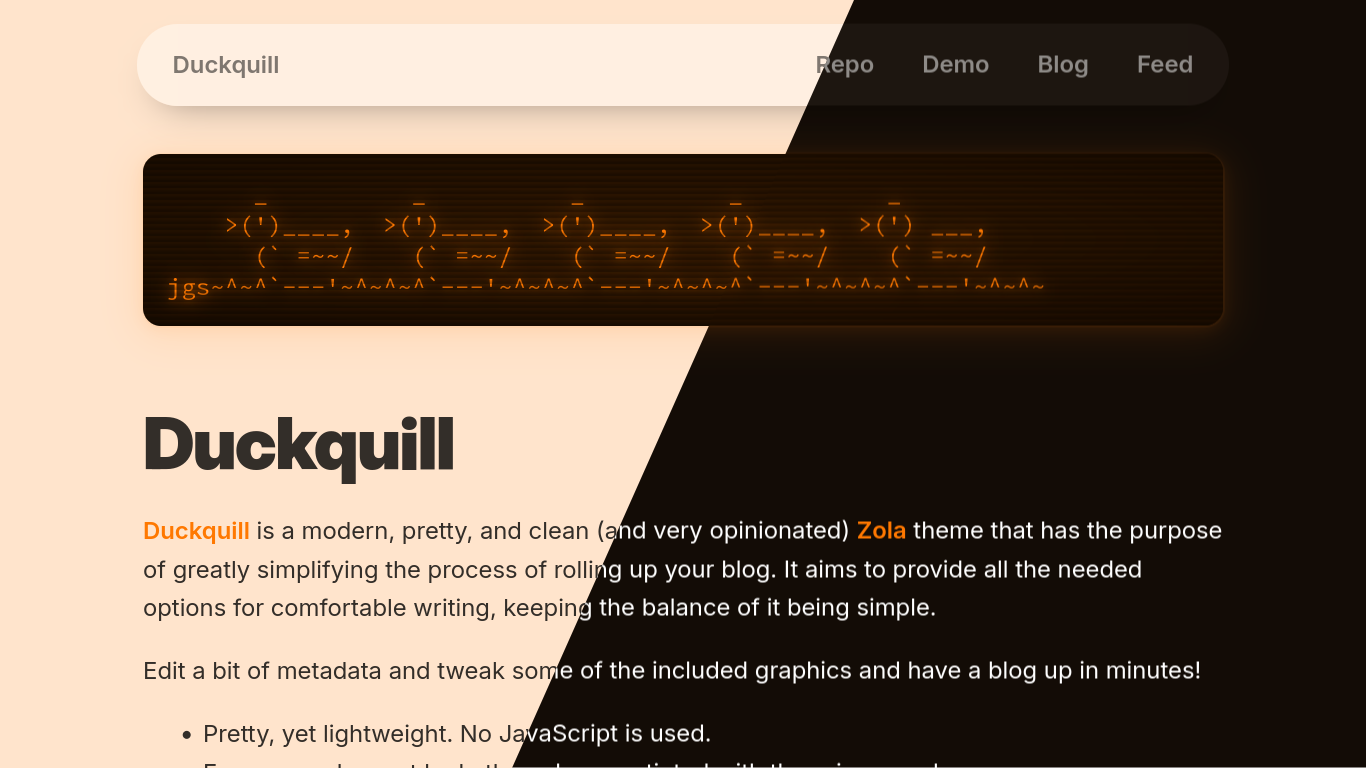 Duckquill Repo Demo Blog Feed
     _           _           _           _           _
    >(')____,  >(')____,  >(')____,  >(')____,  >(') ___,
      (` =~~/    (` =~~/    (` =~~/    (` =~~/    (` =~~/
jgs~^~^`---'~^~^~^`---'~^~^~^`---'~^~^~^`---'~^~^~^`---'~^~^~
Duckquill
Duckquill is a modern, pretty, and clean (and very opinionated) Zola theme that has the purpose
of greatly simplifying the process of rolling up your blog. It aims to provide all the needed
options for comfortable writing, keeping the balance of it being simple.
Edit a bit of metadata and tweak some of the included graphics and have a blog up in minutes!
• Pretty, yet lightweight. No JavaScript is used.